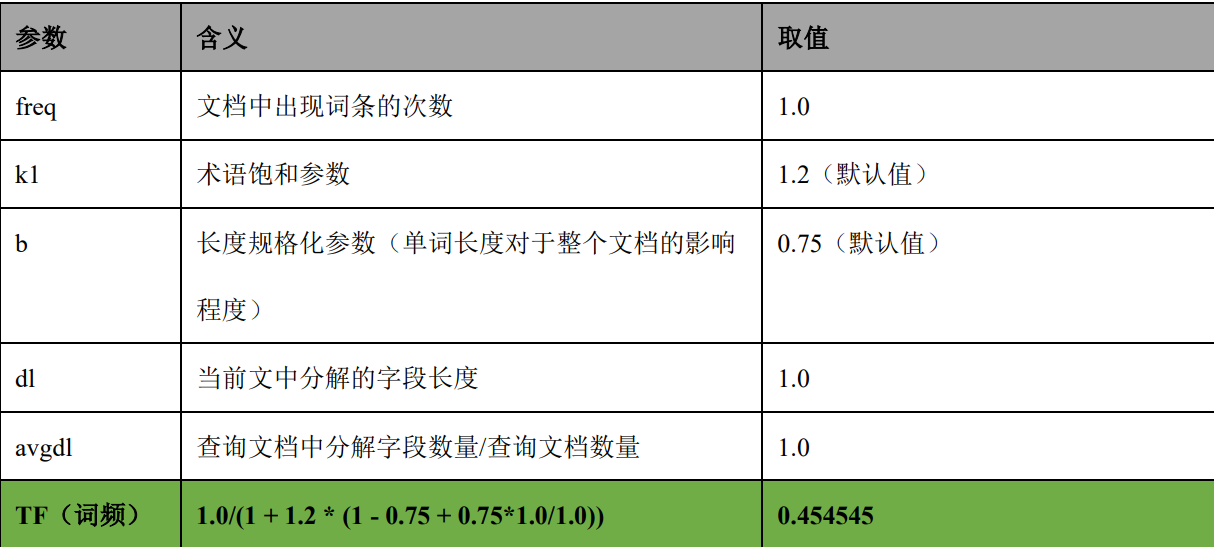 参数 含义 取值
freq 文档中出现词条的次数 1.0
k1 术语饱和参数 1.2（默认值）
b 长度规格化参数（单词长度对于整个文档的影响 0.75（默认值）
程度）
dl 当前文中分解的字段长度 1.0
avgdl 查询文档中分解字段数量/查询文档数量 1.0
TF（词频） 1.0/(1 + 1.2 * (1 - 0.75 + 0.75*1.0/1.0)) 0.454545